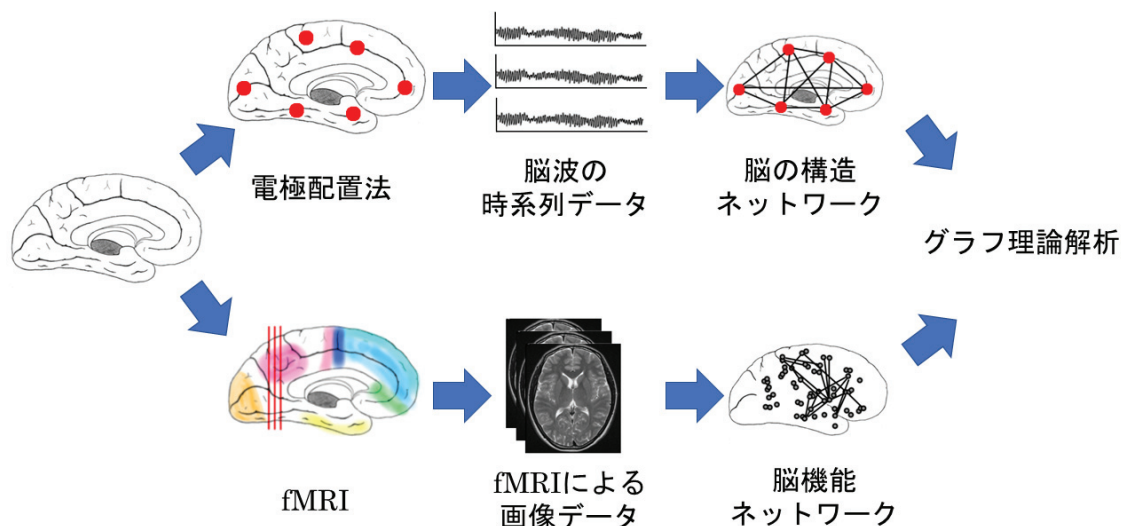 電極配置法
脳波の
時系列データ
脳の構造
ネットワーク
グラフ理論解析
fMRI
fMRIによる
画像データ
脳機能
ネットワーク